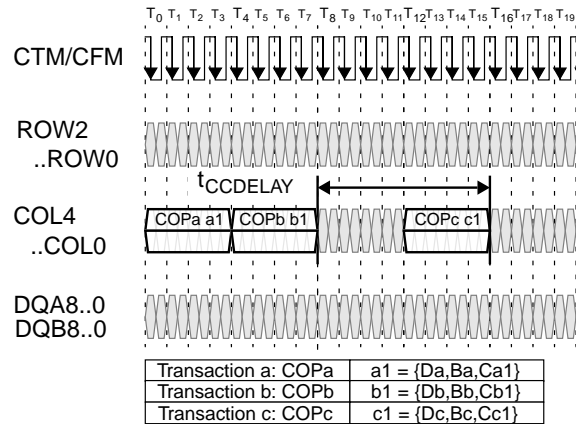 T0 T1 T2 T3 T4 T5 T6 T7 T8 T9 T10 T11 T12 T13 T14 T15 T16 T17 T18 T19
CTM/CFM
ROW2
..ROW0
tCCDELAY
COL4
..COL0
COPa a1 COPb b1 COPc c1
DQA8..0
DQB8..0
Transaction a: COPa a1 = {Da,Ba,Ca1}
Transaction b: COPb b1 = {Db,Bb,Cb1}
Transaction c: COPc c1 = {Dc,Bc,Cc1}